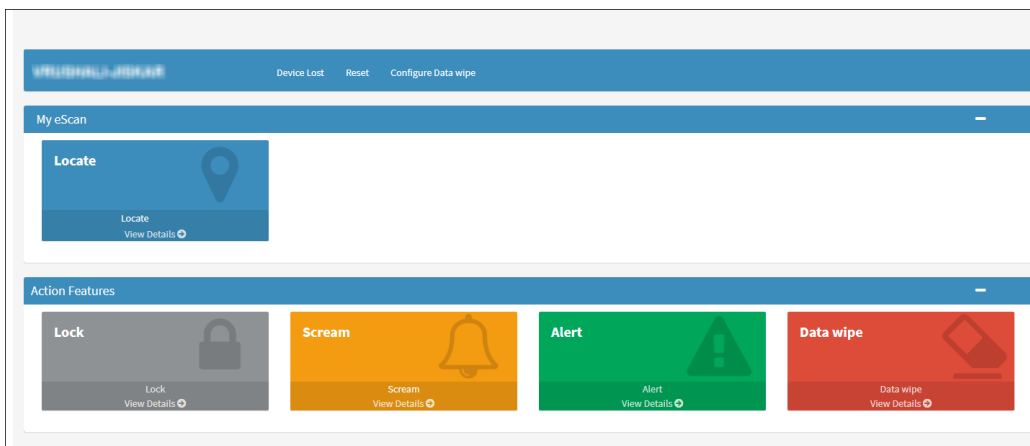 Device Lost Reset Configure Data wipe
My eScan
Locate
Locate
View Details
Action Features
Lock Scream Alert Data wipe
Lock Scream Alert Data wipe
View Details View Details View Details View Details